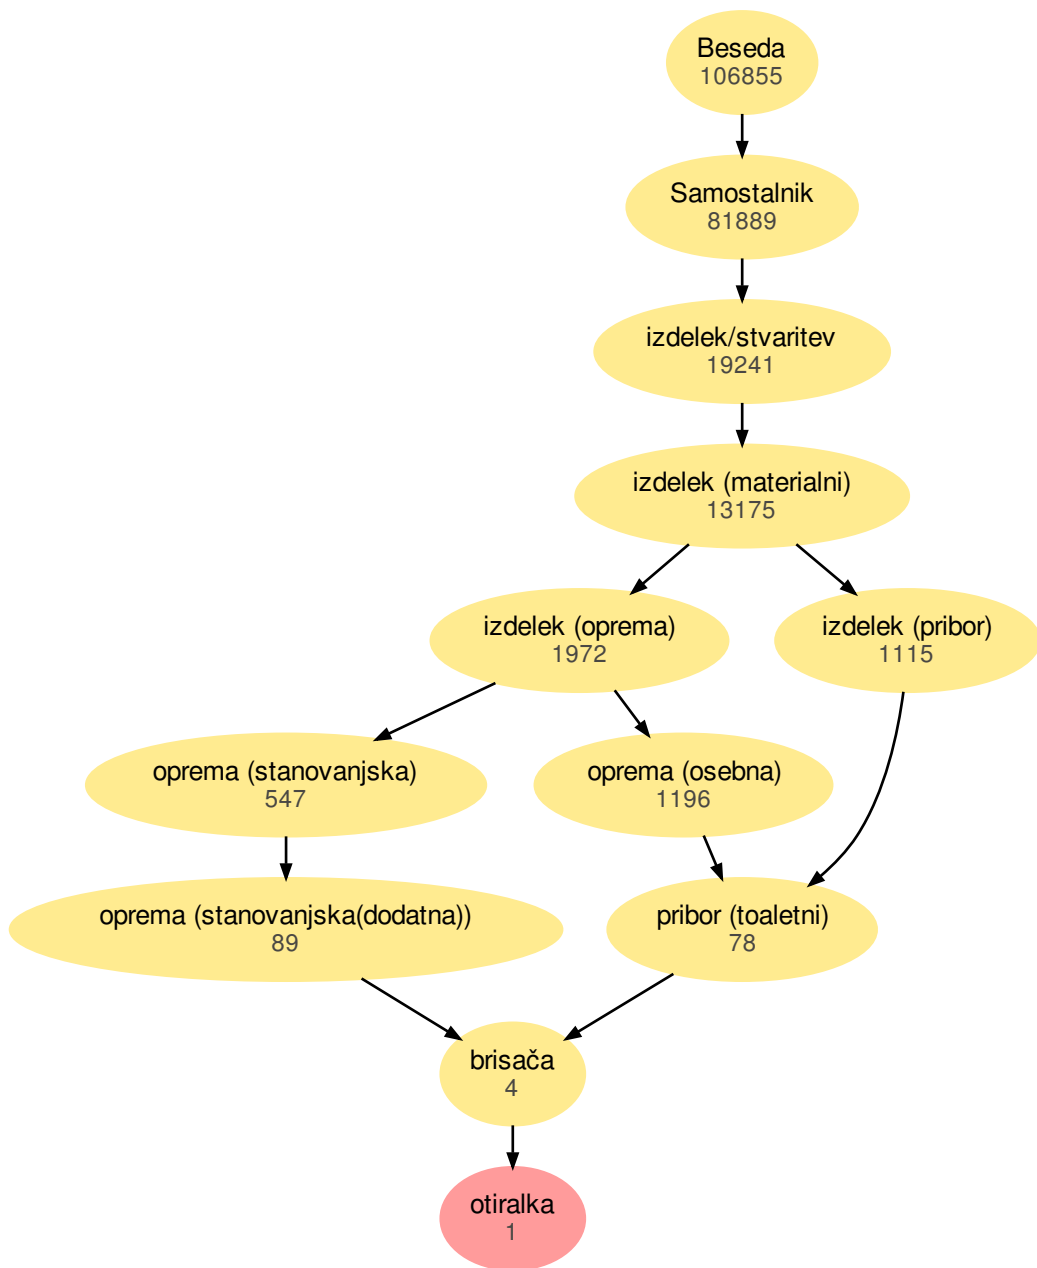 Beseda
106855
Samostalnik
81889
izdelek/stvaritev
19241
izdelek (materialni)
13175
izdelek (oprema)
1972
izdelek (pribor)
1115
oprema (stanovanjska)
547
oprema (osebna)
1196
oprema (stanovanjska(dodatna))
89
pribor (toaletni)
78
brisača
4
otiralka
1